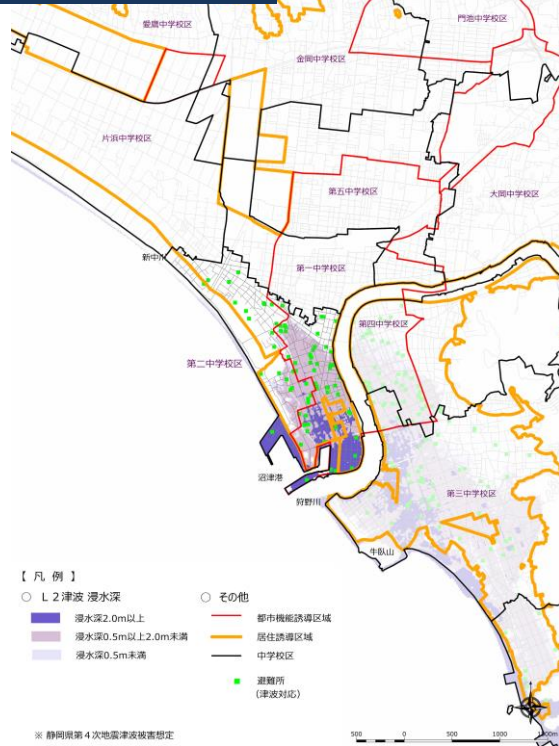 愛鷹中学校区
門池中学校区
金岡中学校区
片浜中学校区
第五中学校区
大岡中学校区
新中川
第一中学校区
第四中学校区
第二中学校区
沼津港
狩野川
第三中学校区
牛臥山
【 凡 例 】
○ L2津波 浸水深
浸水深2.0m以上
浸水深0.5m以上2.0m未満
浸水深0.5m未満
○ その他
都市機能誘導区域
居住誘導区域
中学校区
避難所
(津波対応)
※ 静岡県第4次地震津波被害想定
500 0 500 1000 1500m